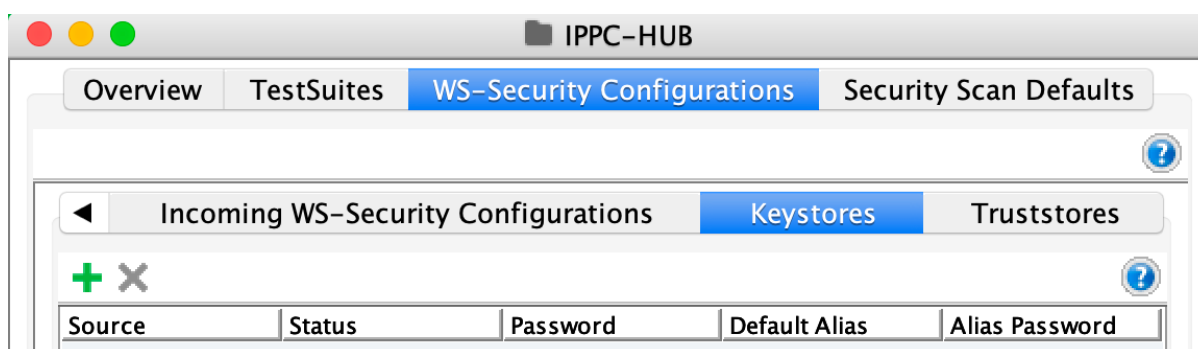 IPPC-HUB
Overview TestSuites WS-Security Configurations Security Scan Defaults
?
Incoming WS-Security Configurations Keystores Truststores
?
Source Status Password Default Alias Alias Password